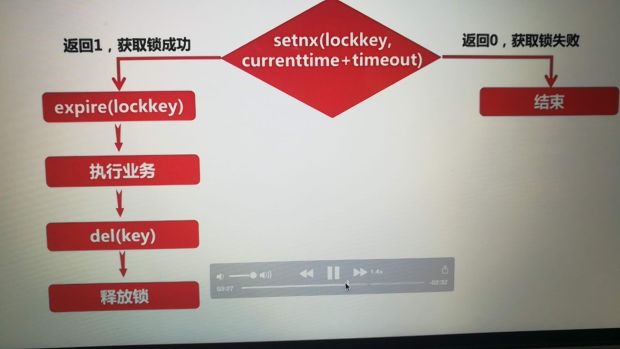 setnx(lockkey,
currenttime+timeout)
返回1，获取锁成功
返回0，获取锁失败
expire(lockkey)
结束
执行业务
del(key)
释放锁
1.4x
03:27
-02:32